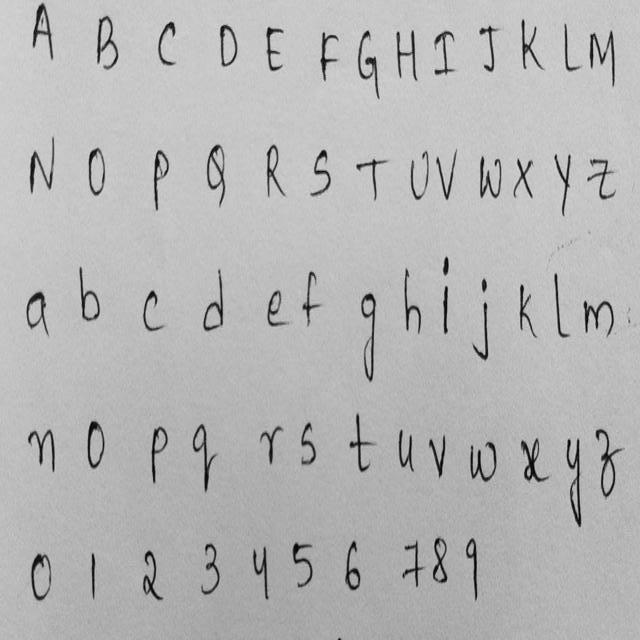 A B C D E F G H I J K L M
N O P Q R S T U V W X Y Z
a b c d e f g h i j k l m
n o p q r s t u v w x y z
0 1 2 3 4 5 6 7 8 9